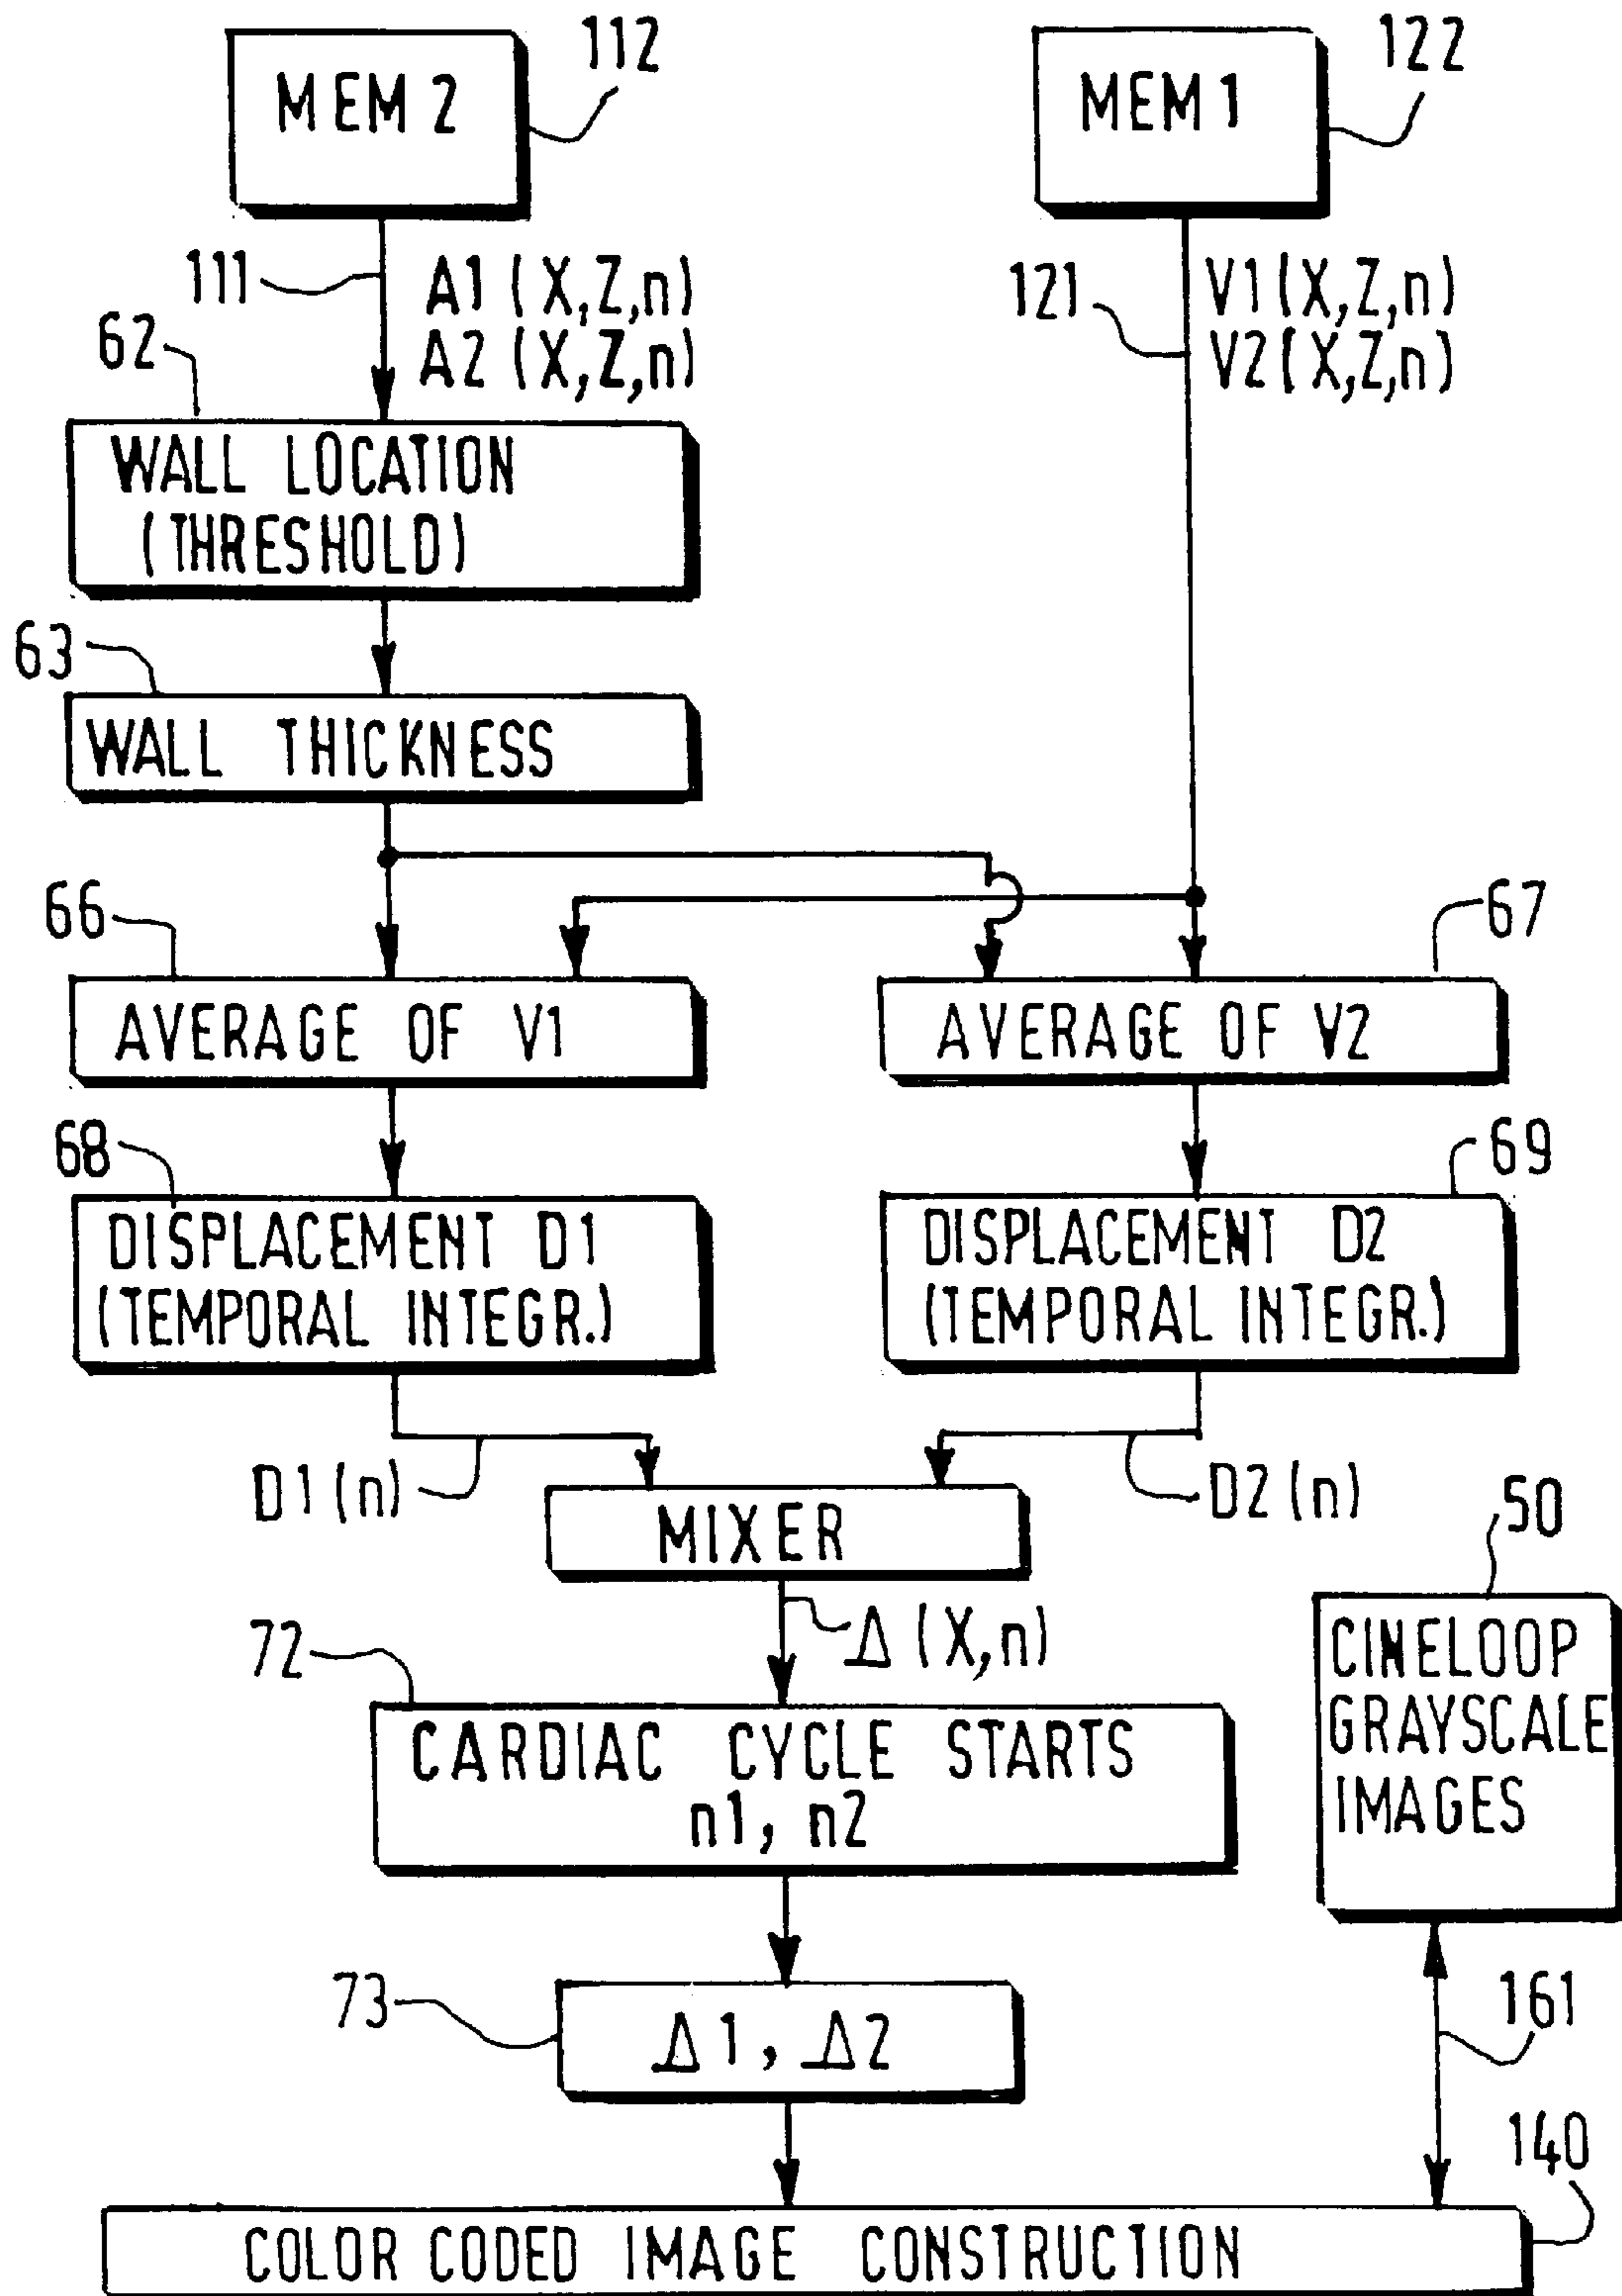 112
122
MEM 2
MEM 1
111
A1 (X,Z,n)
A2 (X,Z,n)
121
V1(X,Z,n)
V2(X,Z,n)
62
WALL LOCATION
(THRESHOLD)
63
WALL THICKNESS
66
67
AVERAGE OF V1
AVERAGE OF V2
68
69
DISPLACEMENT D1
(TEMPORAL INTEGR.)
DISPLACEMENT D2
(TEMPORAL INTEGR.)
D1(n)
D2(n)
MIXER
50
72
Δ (X,n)
CINELOOP
GRAYSCALE
IMAGES
CARDIAC CYCLE STARTS
n1, n2
73
Δ1, Δ2
161
140
COLOR CODED IMAGE CONSTRUCTION